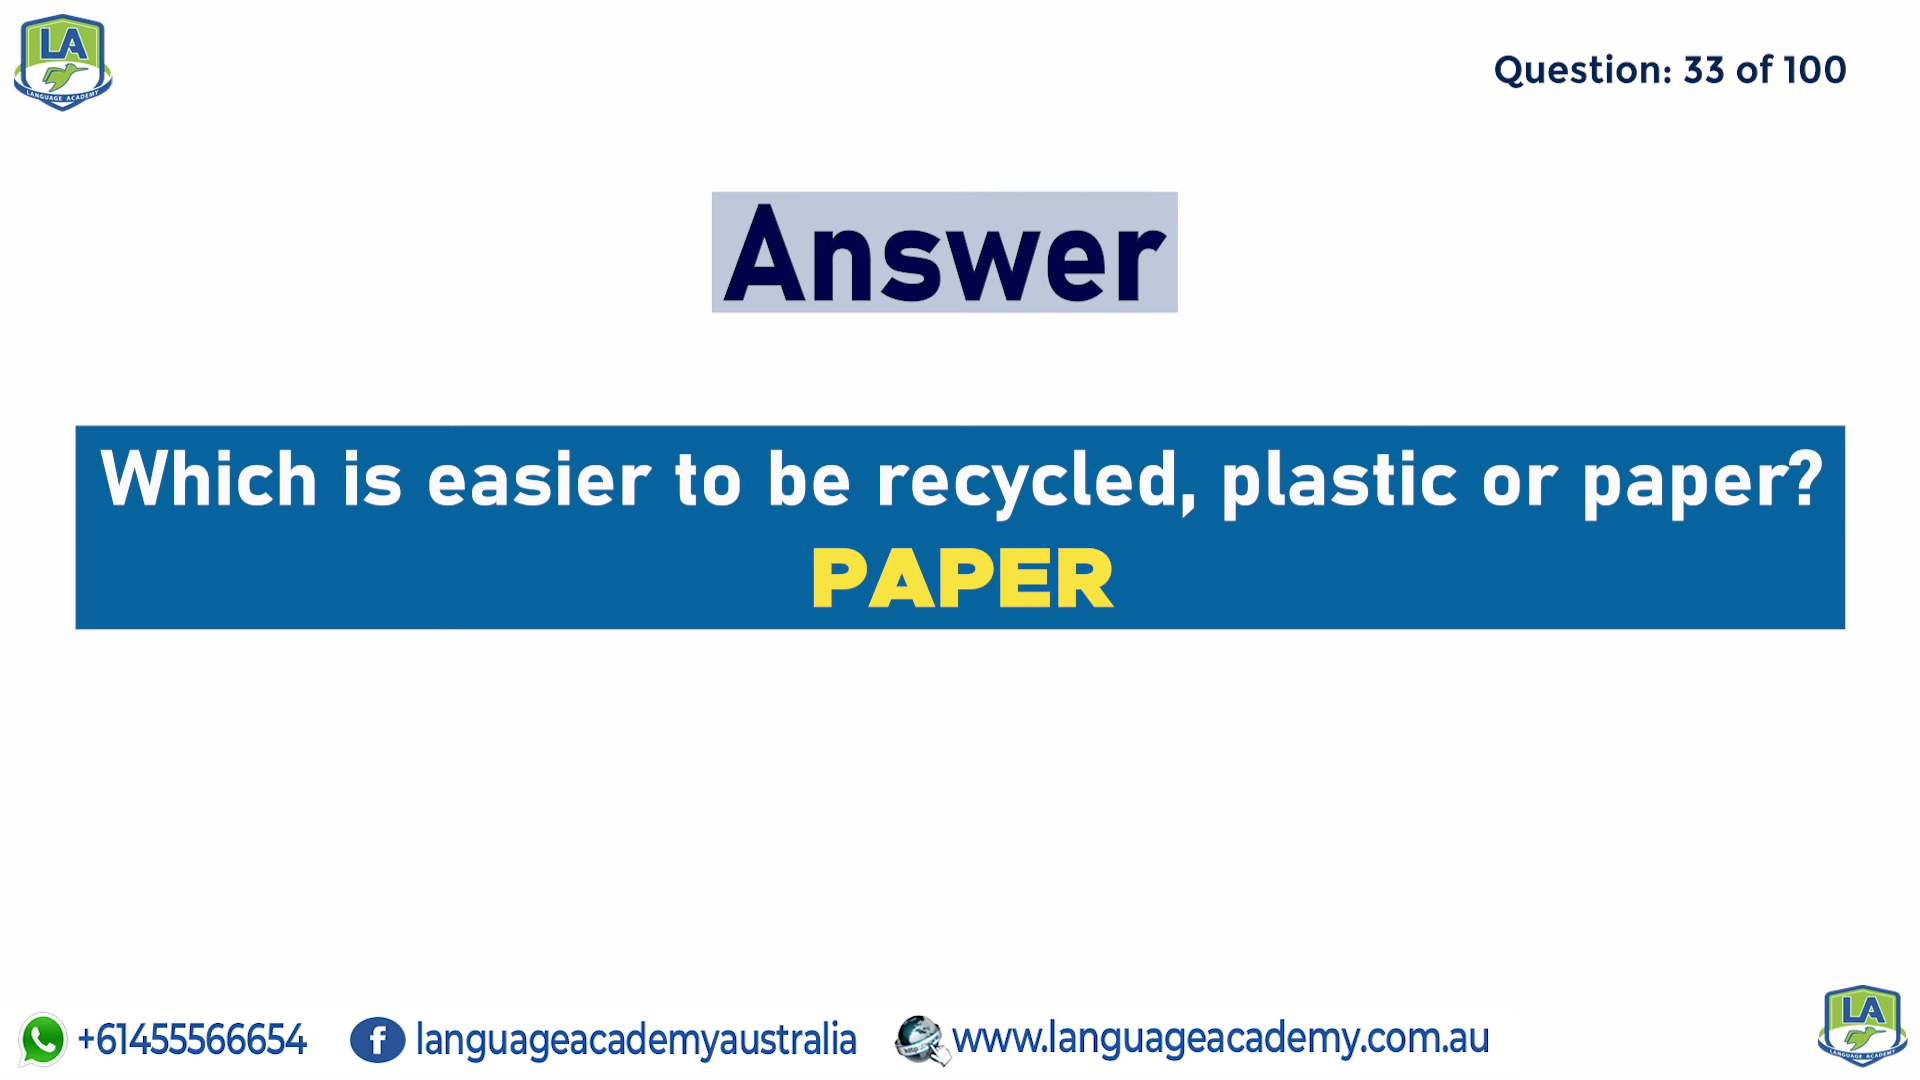 LA
LANGUAGE ACADEMY
Question: 33 of 100
Answer
Which is easier to be recycled, plastic or paper?
PAPER
+61455566654
f languageacademyaustralia
http www.languageacademy.com.au
LA
LANGUAGE ACADEMY